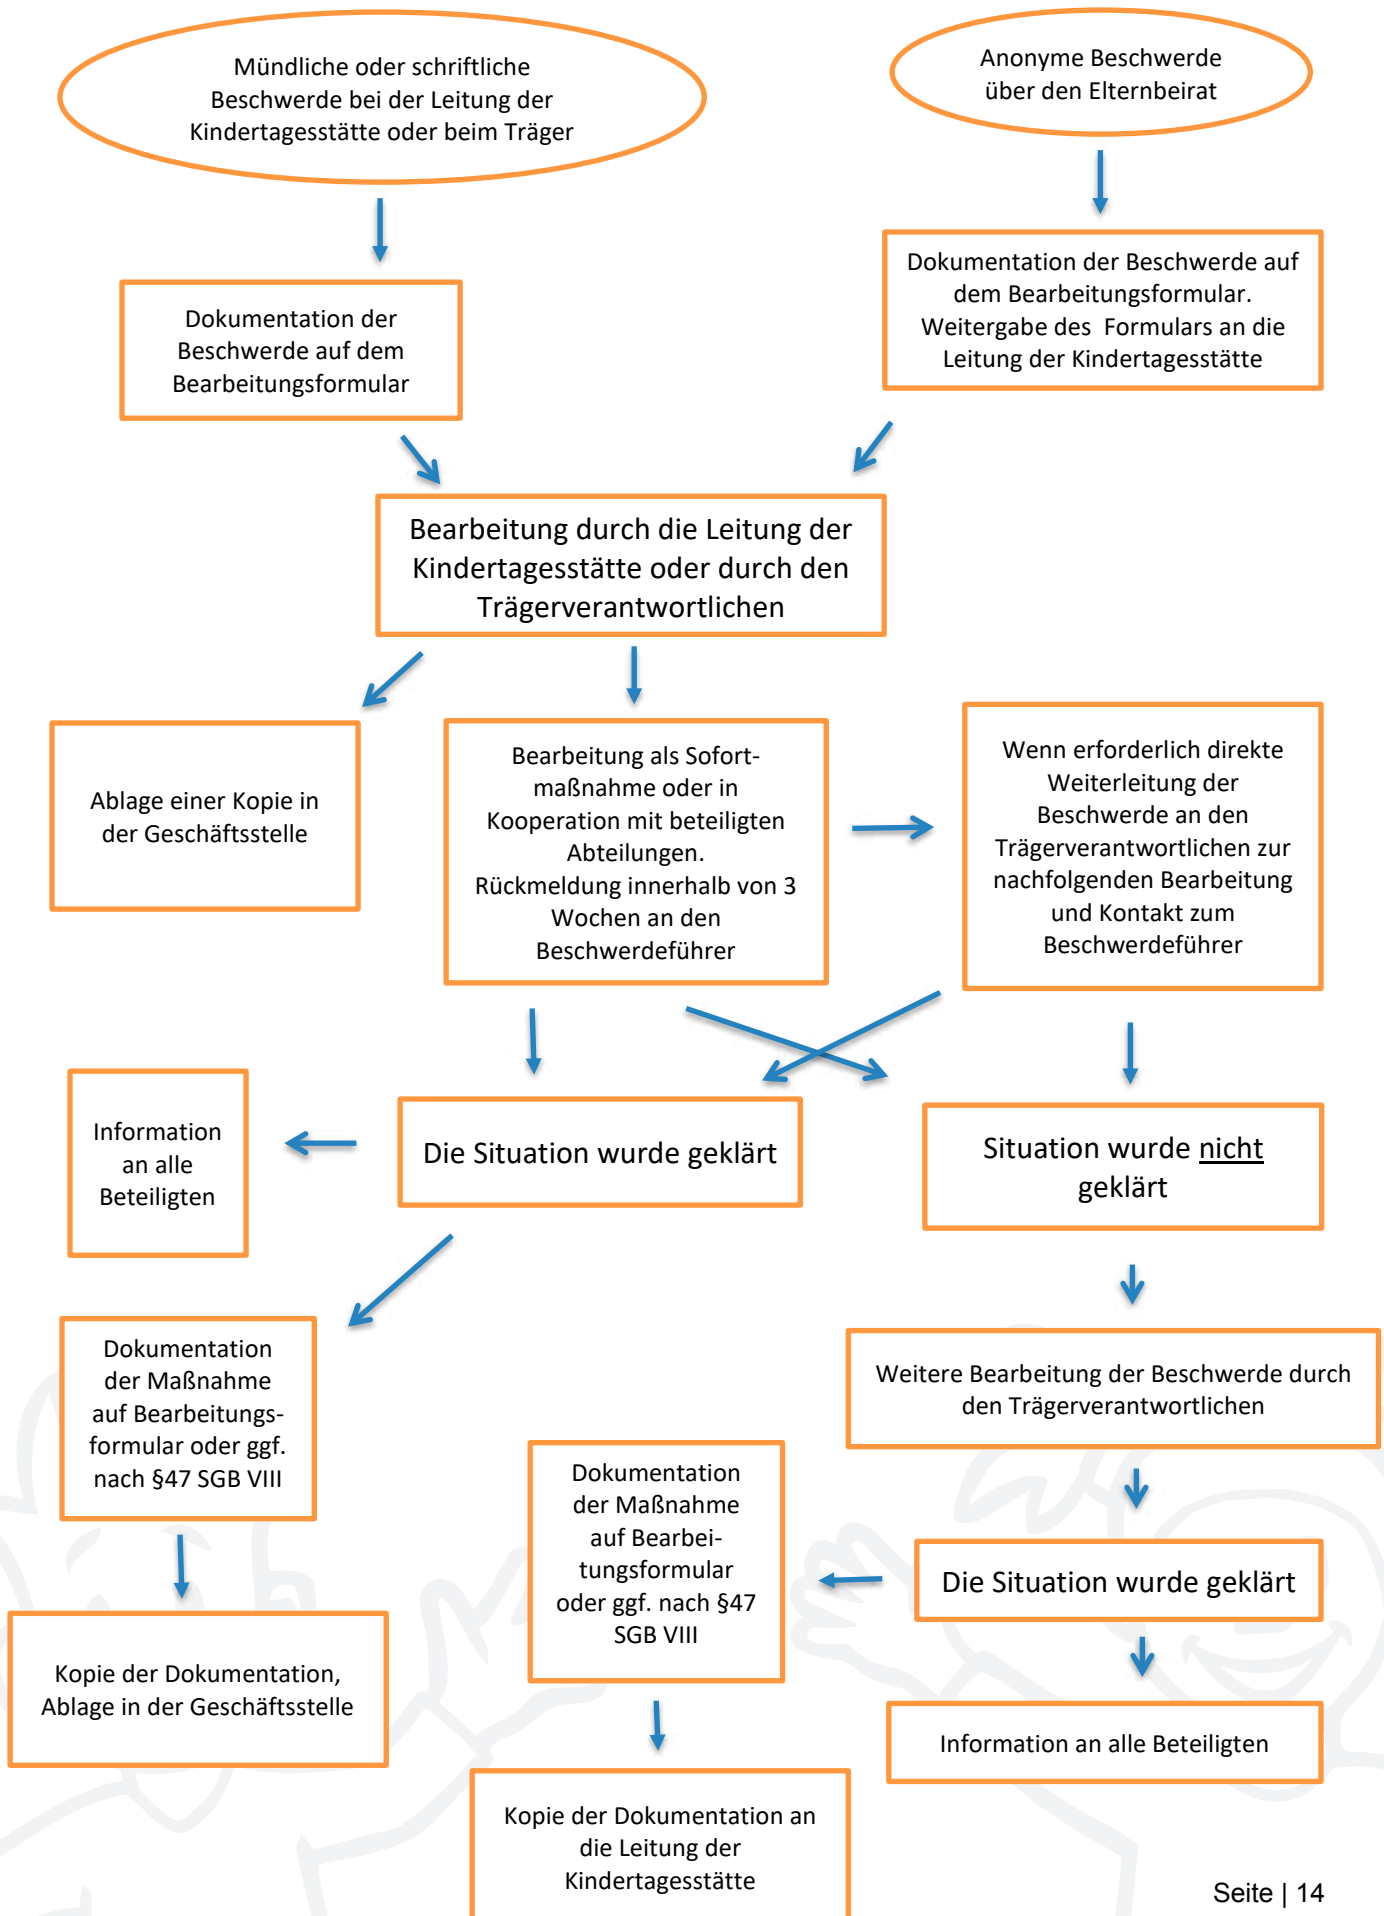 Mündliche oder schriftliche
Beschwerde bei der Leitung der
Kindertagesstätte oder beim Träger
Anonyme Beschwerde
über den Elternbeirat
Dokumentation der
Beschwerde auf dem
Bearbeitungsformular
Dokumentation der Beschwerde auf
dem Bearbeitungsformular.
Weitergabe des Formulars an die
Leitung der Kindertagesstätte
Bearbeitung durch die Leitung der
Kindertagesstätte oder durch den
Trägerverantwortlichen
Ablage einer Kopie in
der Geschäftsstelle
Bearbeitung als Sofort-
maßnahme oder in
Kooperation mit beteiligten
Abteilungen.
Rückmeldung innerhalb von 3
Wochen an den
Beschwerdeführer
Wenn erforderlich direkte
Weiterleitung der
Beschwerde an den
Trägerverantwortlichen zur
nachfolgenden Bearbeitung
und Kontakt zum
Beschwerdeführer
Information
an alle
Beteiligten
Die Situation wurde geklärt
Situation wurde nicht
geklärt
Dokumentation
der Maßnahme
auf Bearbeitungs-
formular oder ggf.
nach §47 SGB VIII
Weitere Bearbeitung der Beschwerde durch
den Trägerverantwortlichen
Dokumentation
der Maßnahme
auf Bearbei-
tungsformular
oder ggf. nach §47
SGB VIII
Die Situation wurde geklärt
Kopie der Dokumentation,
Ablage in der Geschäftsstelle
Information an alle Beteiligten
Kopie der Dokumentation an
die Leitung der
Kindertagesstätte
Seite | 14